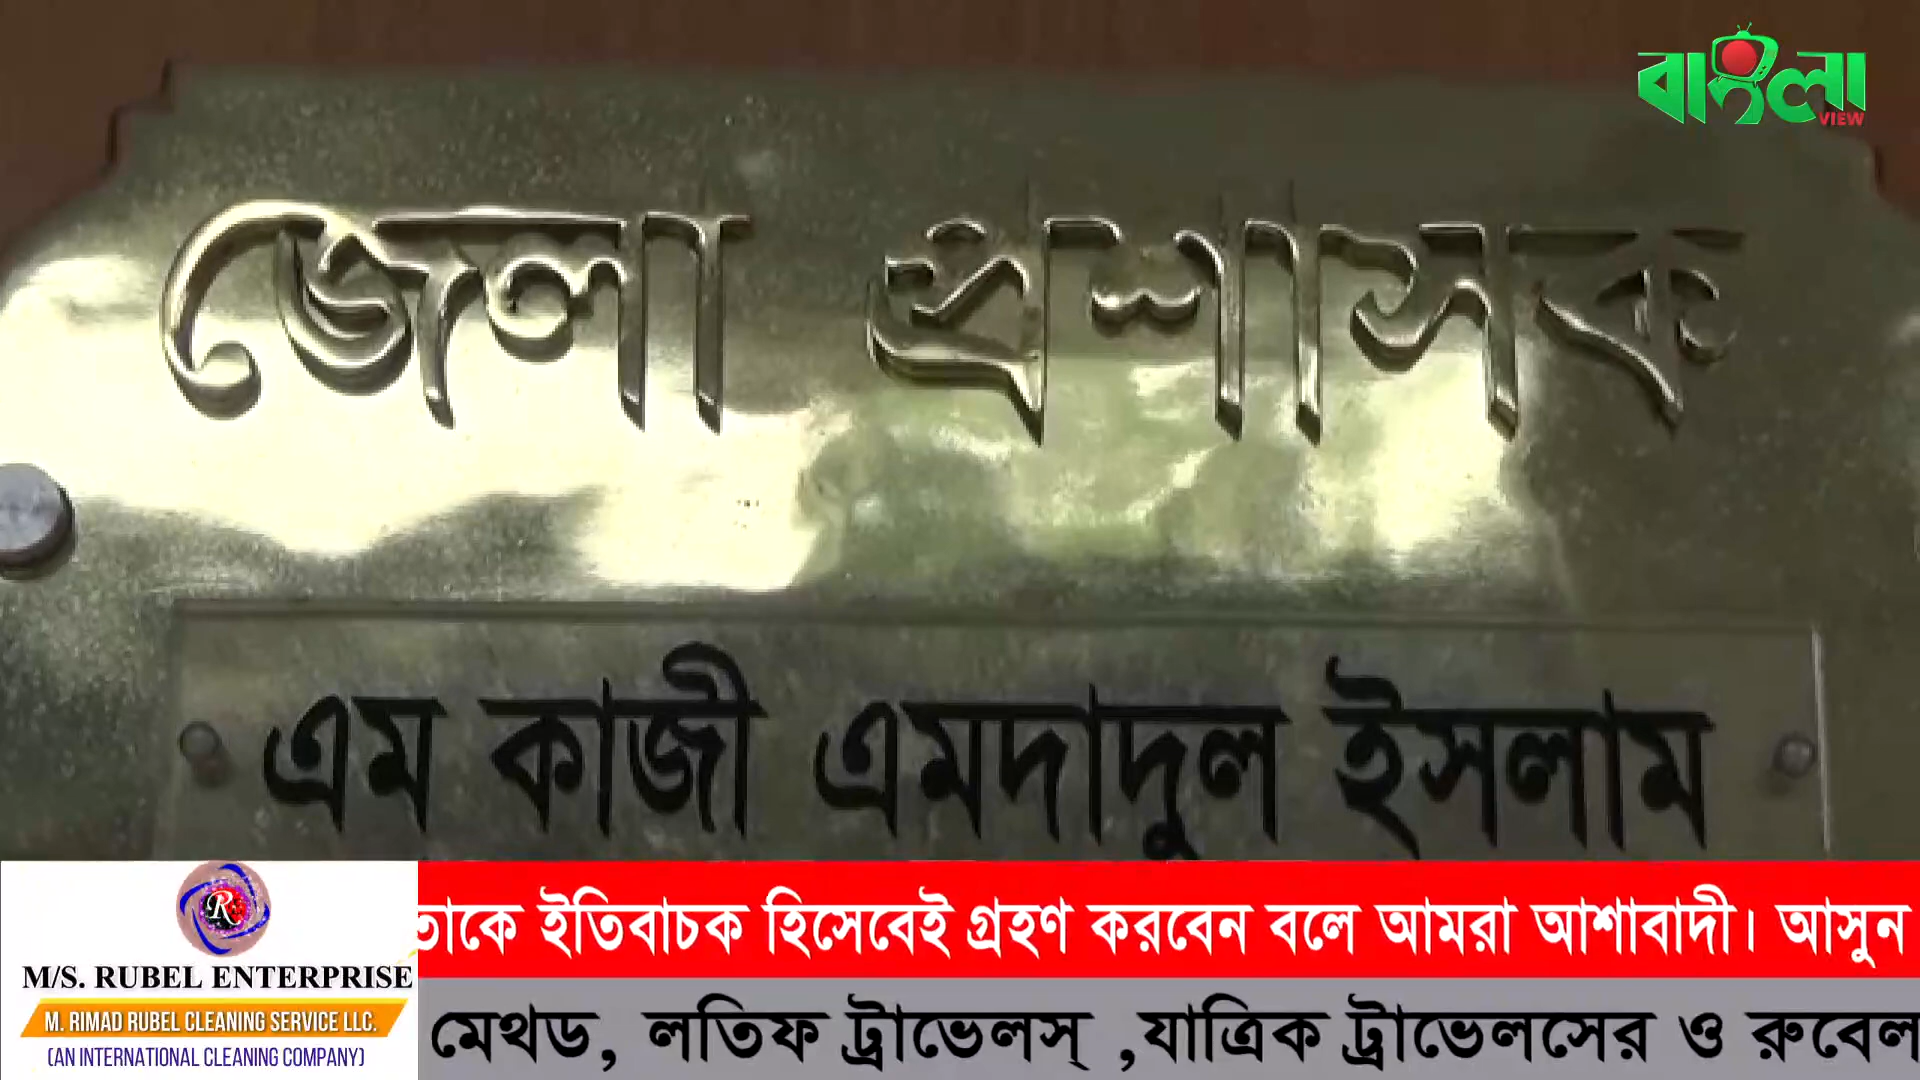 বাংলা
VIEW
জেলা প্রশাসক
এম কাজী এমদাদুল ইসলাম
R
M/S. RUBEL ENTERPRISE
M. RIMAD RUBEL CLEANING SERVICE LLC.
(AN INTERNATIONAL CLEANING COMPANY)
তাকে ইতিবাচক হিসেবেই গ্রহণ করবেন বলে আমরা আশাবাদী। আসুন
মেথড, লতিফ ট্রাভেলস্ ,যাত্রিক ট্রাভেলসের ও রুবেল